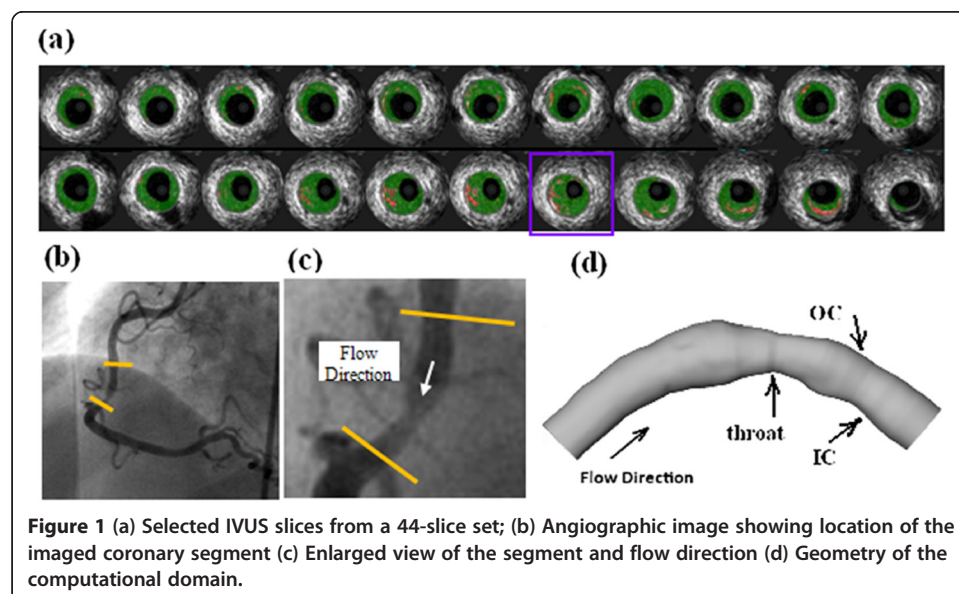 (a)
(b)
(c)
(d)
Flow
Direction
OC
throat
IC
Flow Direction
Figure 1 (a) Selected IVUS slices from a 44-slice set; (b) Angiographic image showing location of the
imaged coronary segment (c) Enlarged view of the segment and flow direction (d) Geometry of the
computational domain.